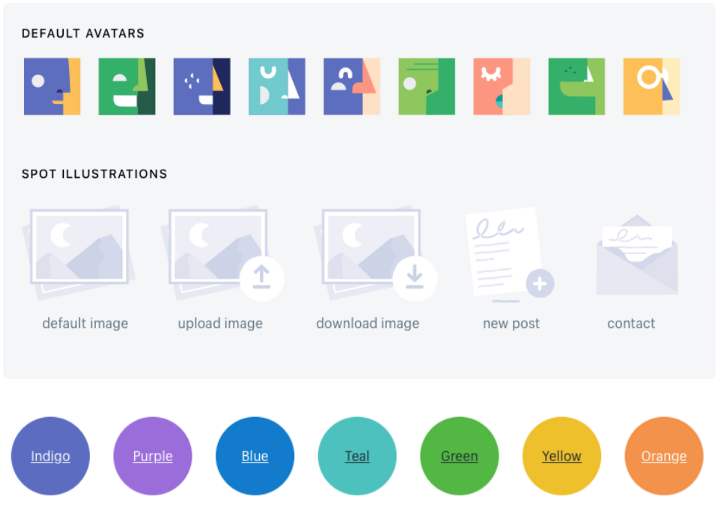 DEFAULT AVATARS
SPOT ILLUSTRATIONS
default image
upload image
download image
new post
contact
Indigo
Purple
Blue
Teal
Green
Yellow
Orange